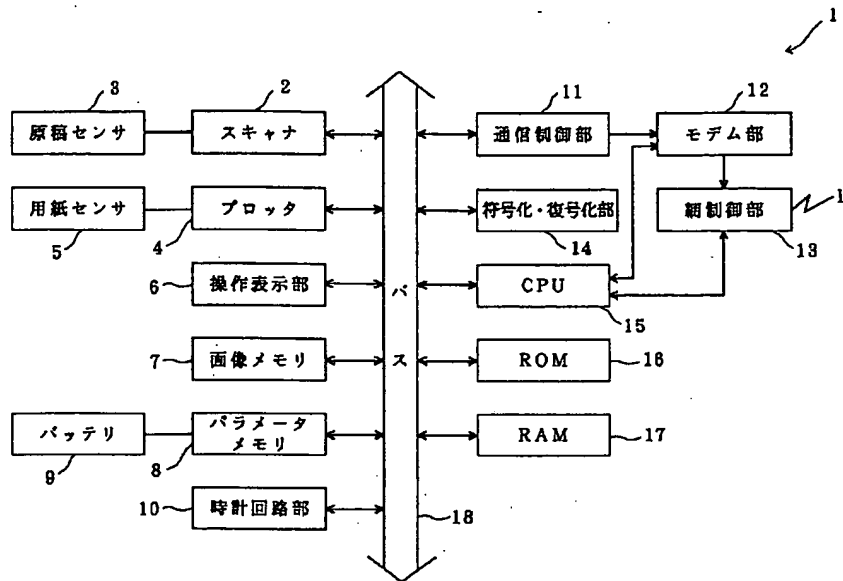 1
3
2
11
12
原稿センサ
スキャナ
通信制御部
モデム部
用紙センサ
プロッタ
符号化・復号化部
網制御部
5
4
14
13
6
操作表示部
バス
CPU
15
7
画像メモリ
ROM
16
バッテリ
パラメータ
メモリ
RAM
17
9
8
10
時計回路部
18